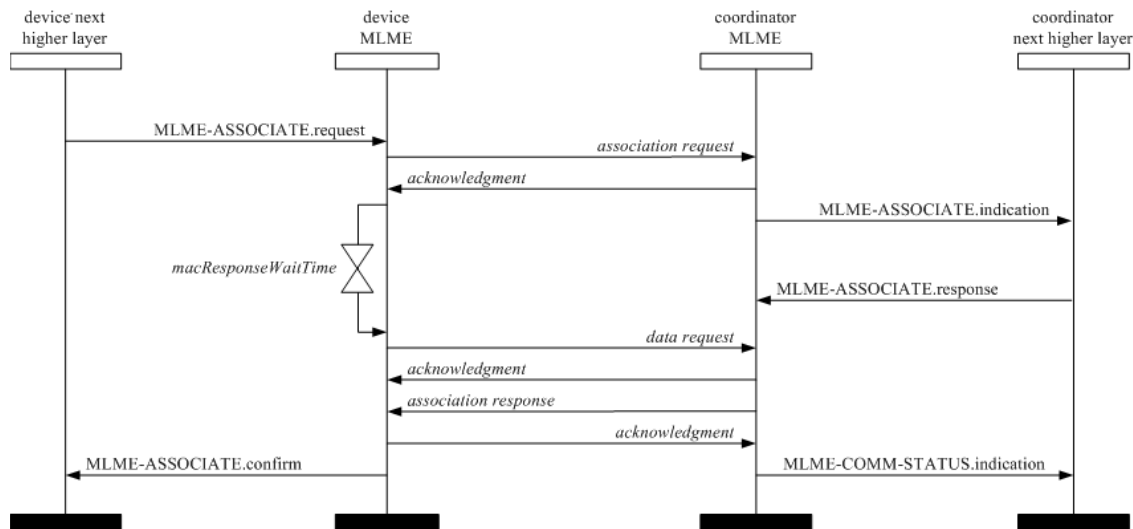 device next
higher layer
device
MLME
coordinator
MLME
coordinator
next higher layer
MLME-ASSOCIATE.request
association request
acknowledgment
MLME-ASSOCIATE.indication
macResponseWaitTime
MLME-ASSOCIATE.response
data request
acknowledgment
association response
acknowledgment
MLME-ASSOCIATE.confirm
MLME-COMM-STATUS.indication